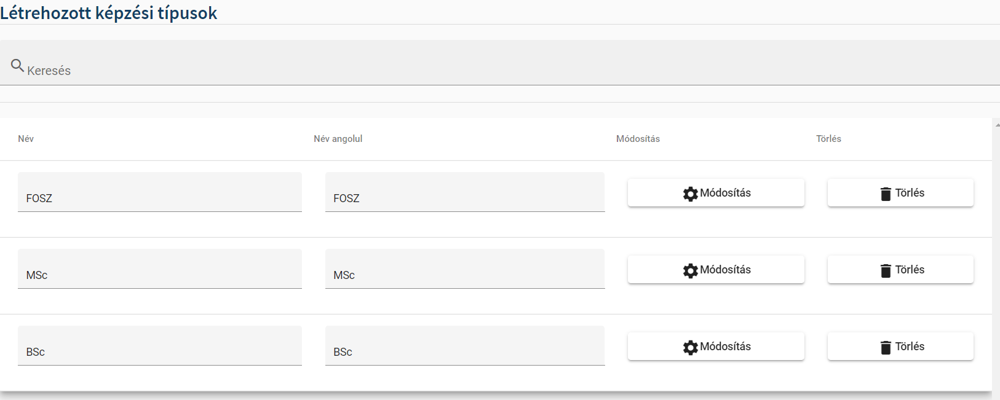 Létrehozott képzési típusok
Keresés
Név Név angolul Módosítás Törlés
FOSZ FOSZ Módosítás Törlés
MSc MSc Módosítás Törlés
BSc BSc Módosítás Törlés